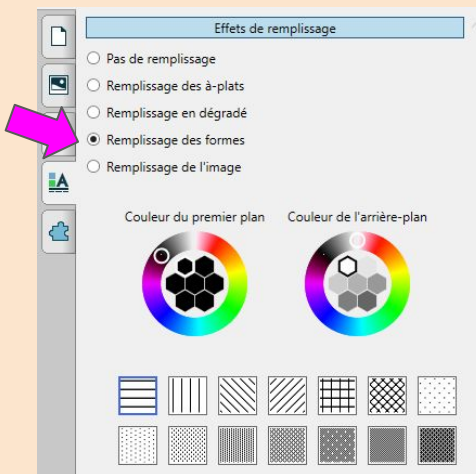 Effets de remplissage
Pas de remplissage
Remplissage des à-plats
Remplissage en dégradé
Remplissage des formes
Remplissage de l'image
A
Couleur du premier plan Couleur de l'arrière-plan